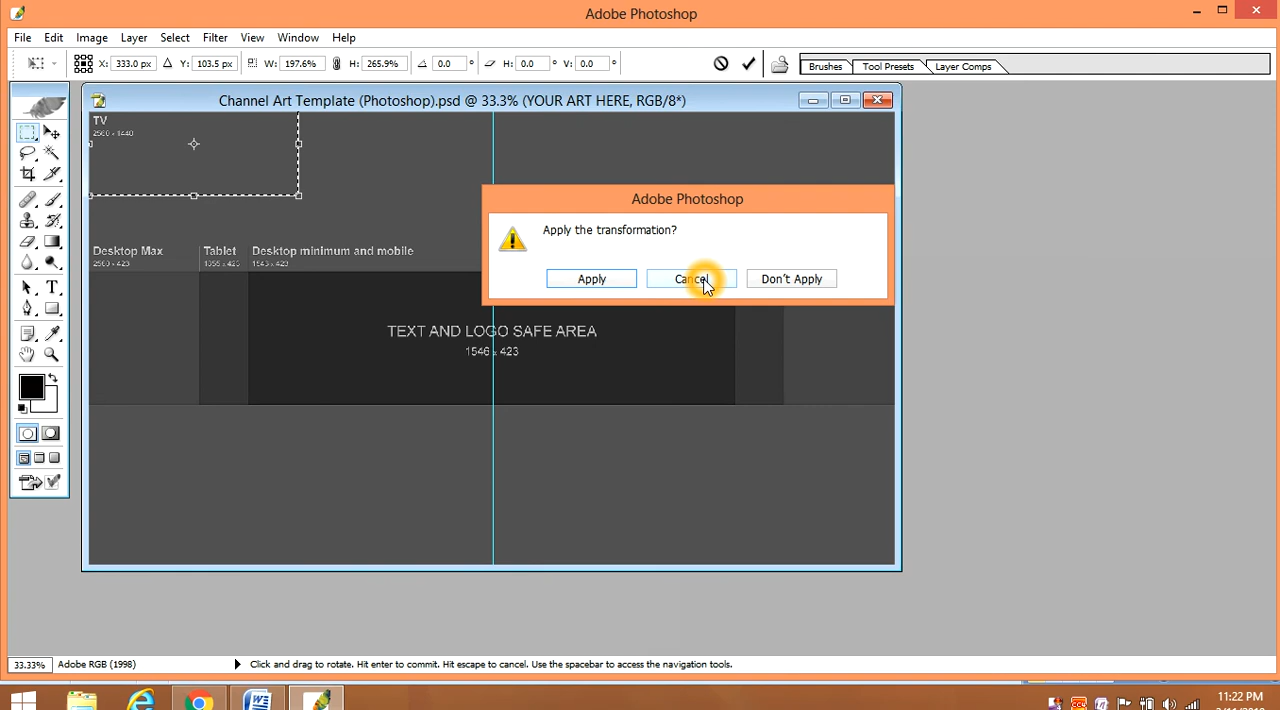 Adobe Photoshop
File Edit Image Layer Select Filter View Window Help
X: 333.0 px Y: 103.5 px W: 197.6% H: 265.9% 0.0 ° H: 0.0 ° V: 0.0 °
Brushes Tool Presets Layer Comps
Channel Art Template (Photoshop).psd @ 33.3% (YOUR ART HERE, RGB/8*)
TV
2560 x 1440
Adobe Photoshop
Apply the transformation?
Apply Cancel Don't Apply
Desktop Max Tablet Desktop minimum and mobile
2560 x 423
TEXT AND LOGO SAFE AREA
1546 x 423
33.33% Adobe RGB (1998) Click and drag to rotate. Hit enter to commit. Hit escape to cancel. Use the spacebar to access the navigation tools.
11:22 PM